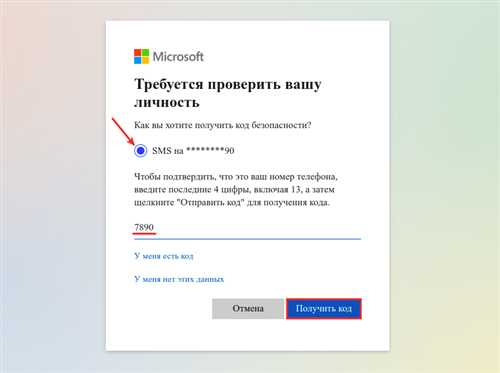 Microsoft
Требуется проверить вашу
личность
Как вы хотите получить код безопасности?
SMS на ********90
Чтобы подтвердить, что это ваш номер телефона,
введите последние 4 цифры, включая 13, а затем
щелкните "Отправить код" для получения кода.
7890
У меня есть код
У меня нет этих данных
Отмена
Получить код